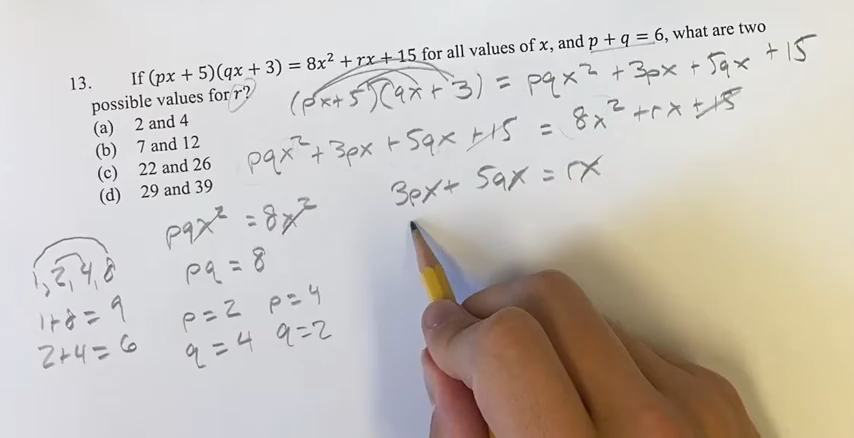 13. If (px + 5)(qx + 3) = 8x² + rx + 15 for all values of x, and p + q = 6, what are two
possible values for r?
(px+5)(qx+3) = pqx² + 3px + 5qx + 15
(a) 2 and 4
(b) 7 and 12
(c) 22 and 26
(d) 29 and 39
pqx² + 3px + 5qx + 15 = 8x² + rx + 15
3px + 5qx = rx
pqx² = 8x²
pq = 8
1, 2, 4, 8
1+8 = 9
2+4 = 6
p = 2 p = 4
q = 4 q = 2